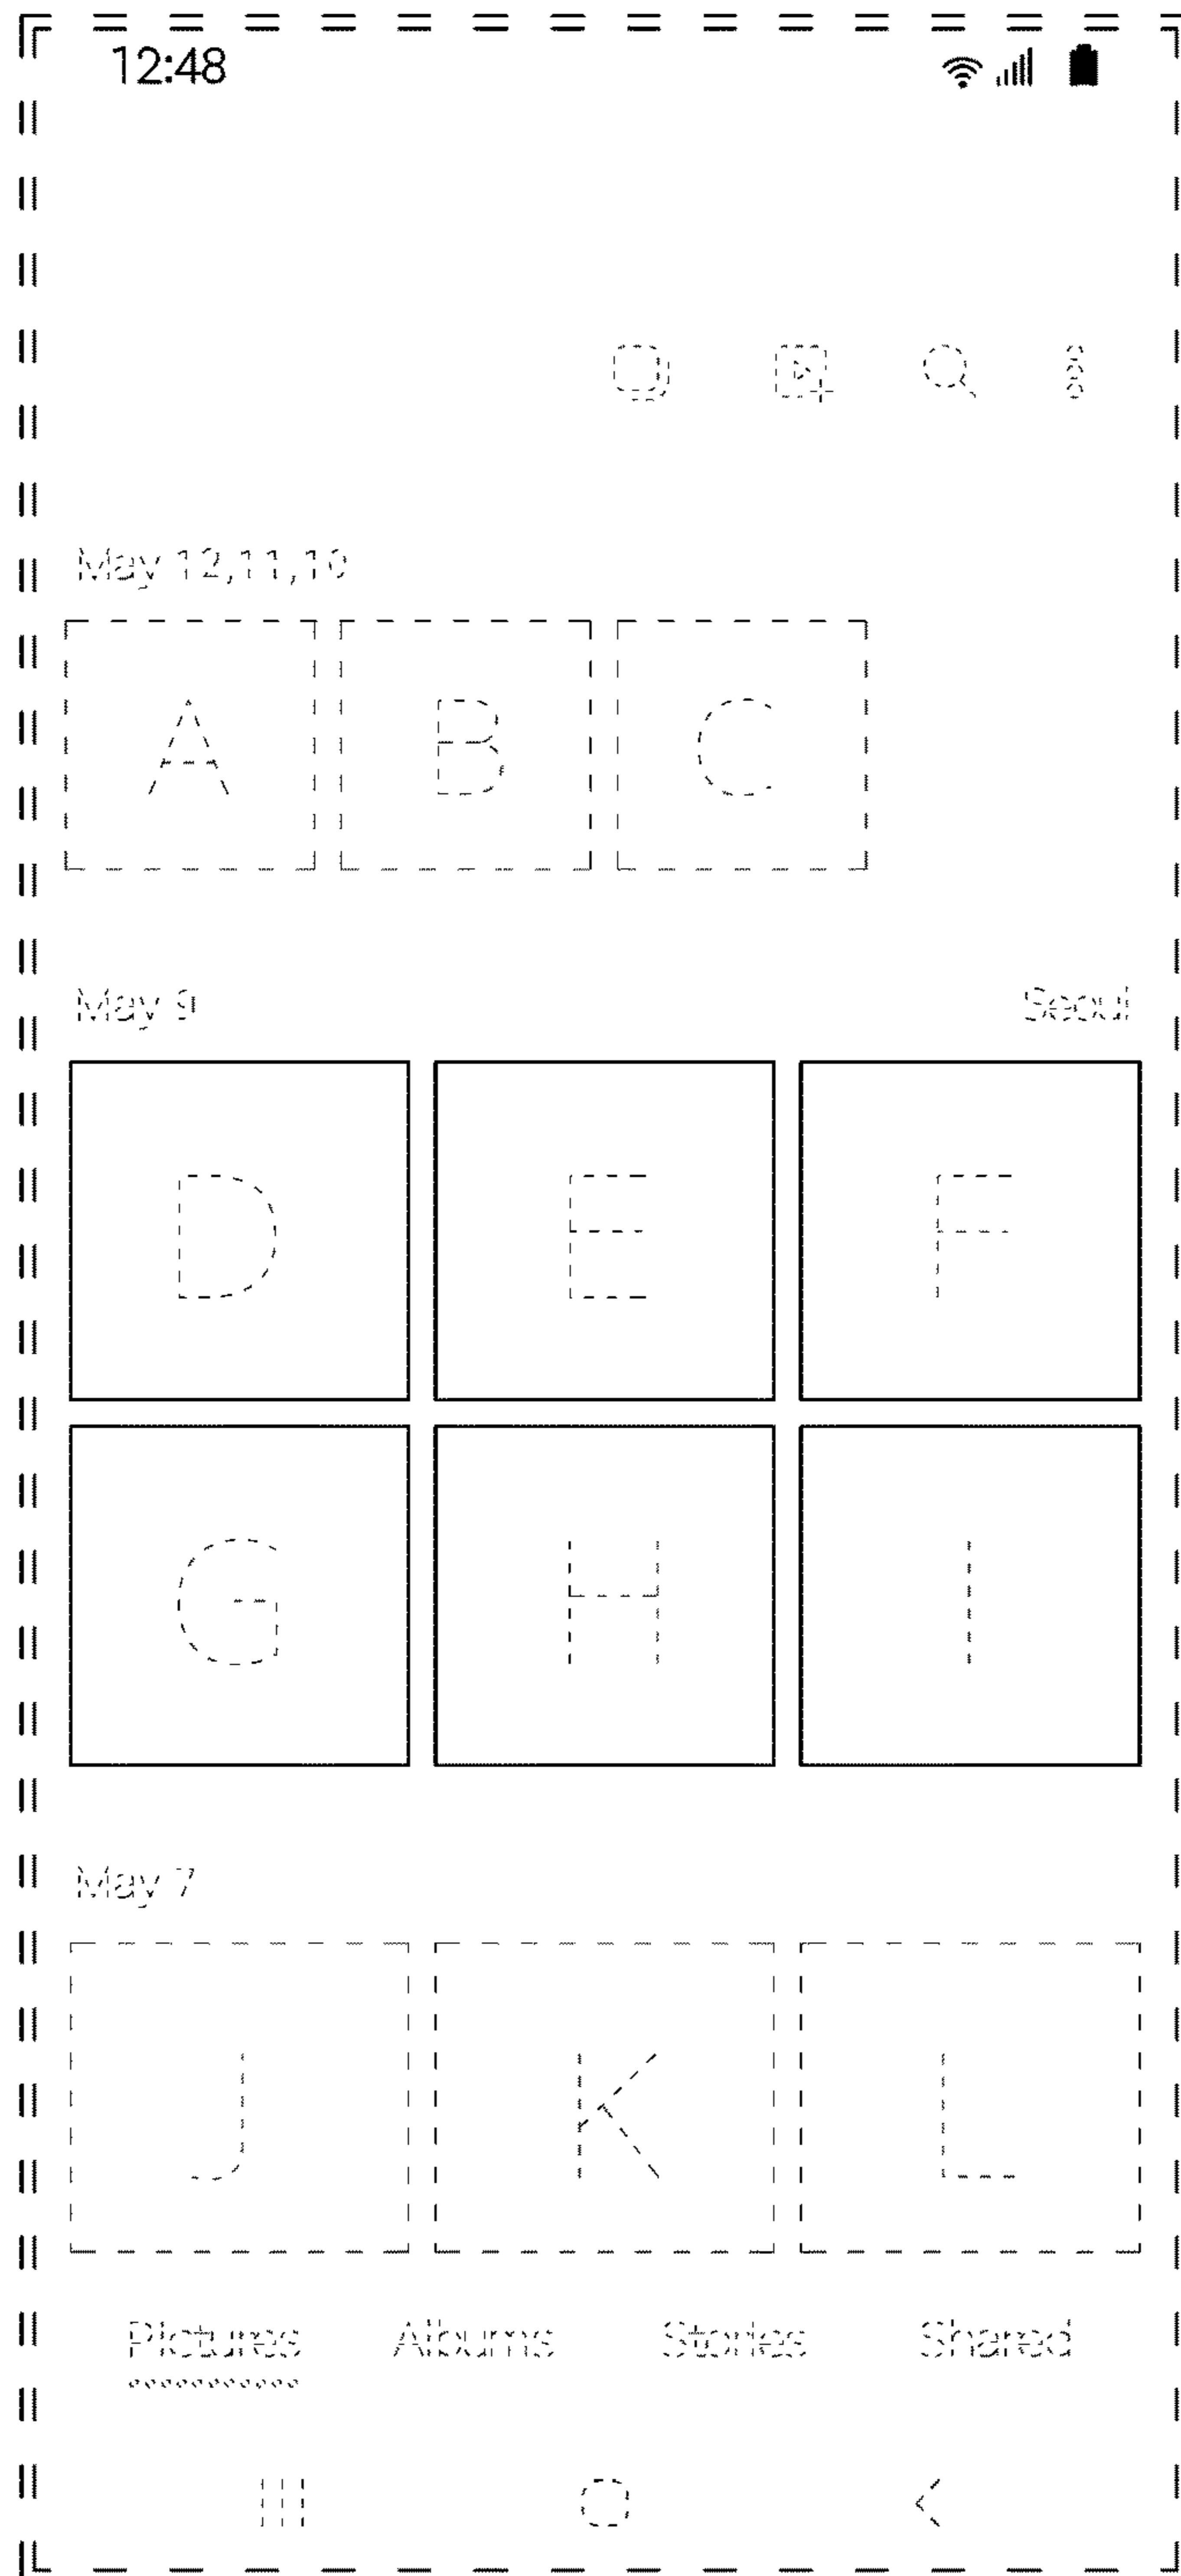 12:48
May 12,11,10
A B C
May 9 Seoul
D E F
G H I
May 7
J K L
Pictures Albums Stories Shared